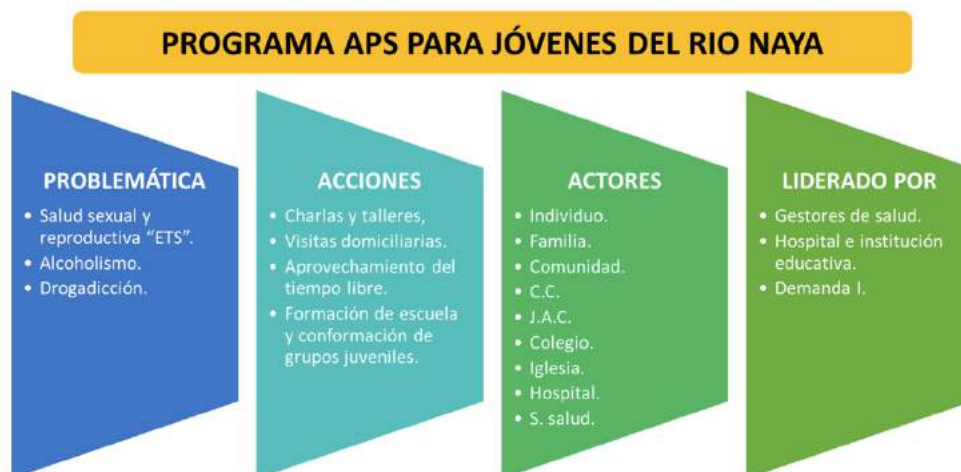 PROGRAMA APS PARA JÓVENES DEL RIO NAYA
PROBLEMÁTICA
• Salud sexual y
reproductiva “ETS”.
• Alcoholismo.
• Drogadicción.
ACCIONES
• Charlas y talleres,
• Visitas domiciliarias.
• Aprovechamiento del
tiempo libre.
• Formación de escuela
y conformación de
grupos juveniles.
ACTORES
• Individuo.
• Familia.
• Comunidad.
• C.C.
• J.A.C.
• Colegio.
• Iglesia.
• Hospital.
• S. salud.
LIDERADO POR
• Gestores de salud.
• Hospital e institución
educativa.
• Demanda I.